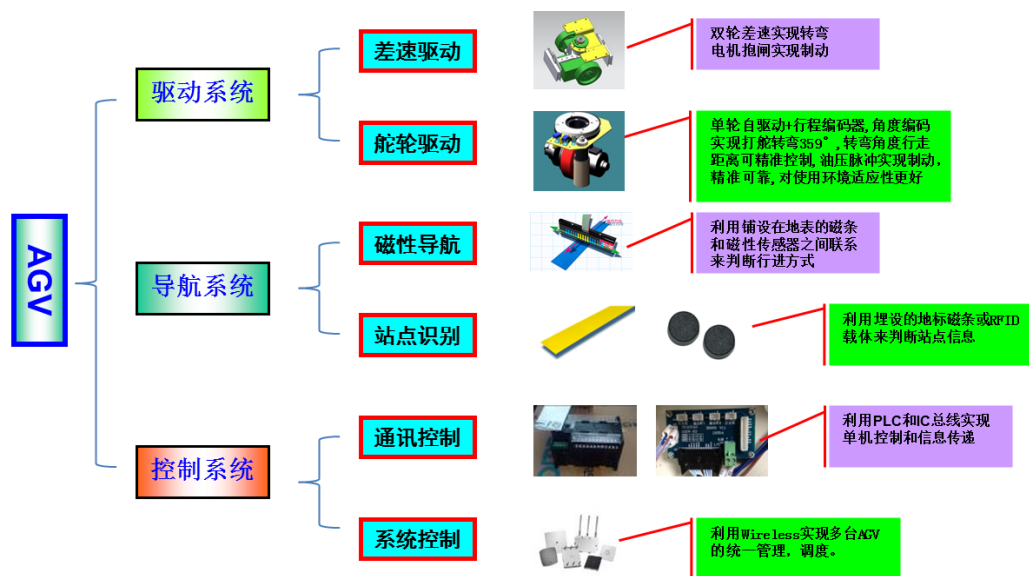 AGV
驱动系统
差速驱动
双轮差速实现转弯
电机抱闸实现制动
舵轮驱动
单轮自驱动+行程编码器,角度编码
实现打舵转弯359°,转弯角度行走
距离可精准控制,油压脉冲实现制动,
精准可靠,对使用环境适应性更好
导航系统
磁性导航
利用铺设在地表的磁条
和磁性传感器之间联系
来判断行进方式
站点识别
利用埋设的地标磁条或RFID
载体来判断站点信息
控制系统
通讯控制
利用PLC和IC总线实现
单机控制和信息传递
系统控制
利用Wireless实现多台AGV
的统一管理，调度。